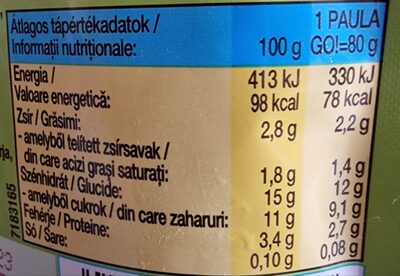 Átlagos tápértékadatok / 1 PAULA
Informații nutriționale: 100 g GO!=80 g
Energia / 413 kJ 330 kJ
Valoare energetică: 98 kcal 78 kcal
Zsír / Grăsimi: 2,8 g 2,2 g
- amelyből telített zsírsavak /
din care acizi grași saturați: 1,8 g 1,4 g
Szénhidrát / Glucide: 15 g 12 g
- amelyből cukrok / din care zaharuri: 11 g 9,1 g
Fehérje / Proteine: 3,4 g 2,7 g
Só / Sare: 0,10 g 0,08 g
rja,
7183165